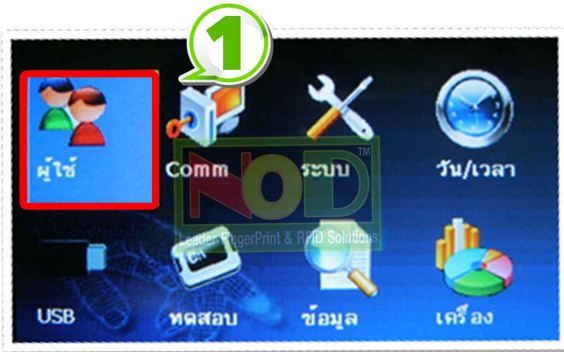 1
ผู้ใช้ Comm ระบบ วัน/เวลา
NOD TM
Leader FingerPrint & RFID Solutions
USB ทดสอบ ข้อมูล เครื่อง